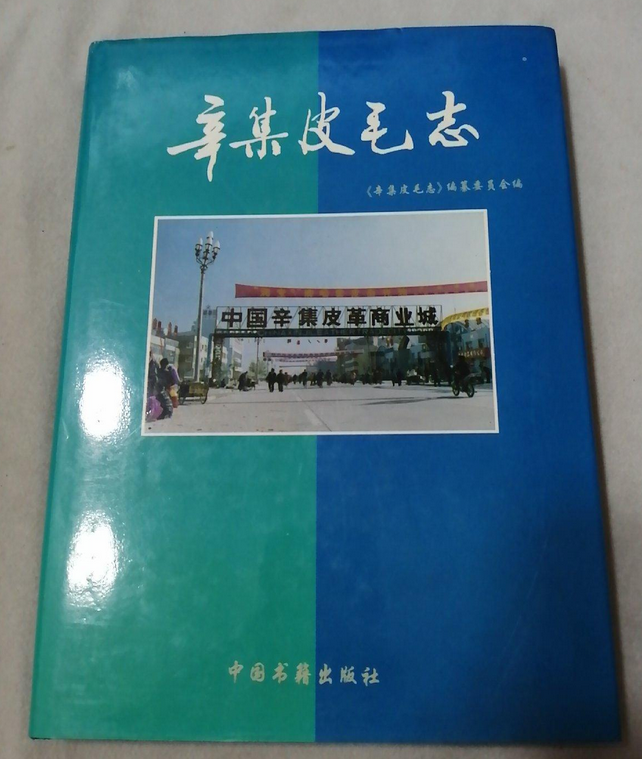 辛集皮毛志
《辛集皮毛志》编纂委员会编
中国辛集皮革商业城
中国书籍出版社